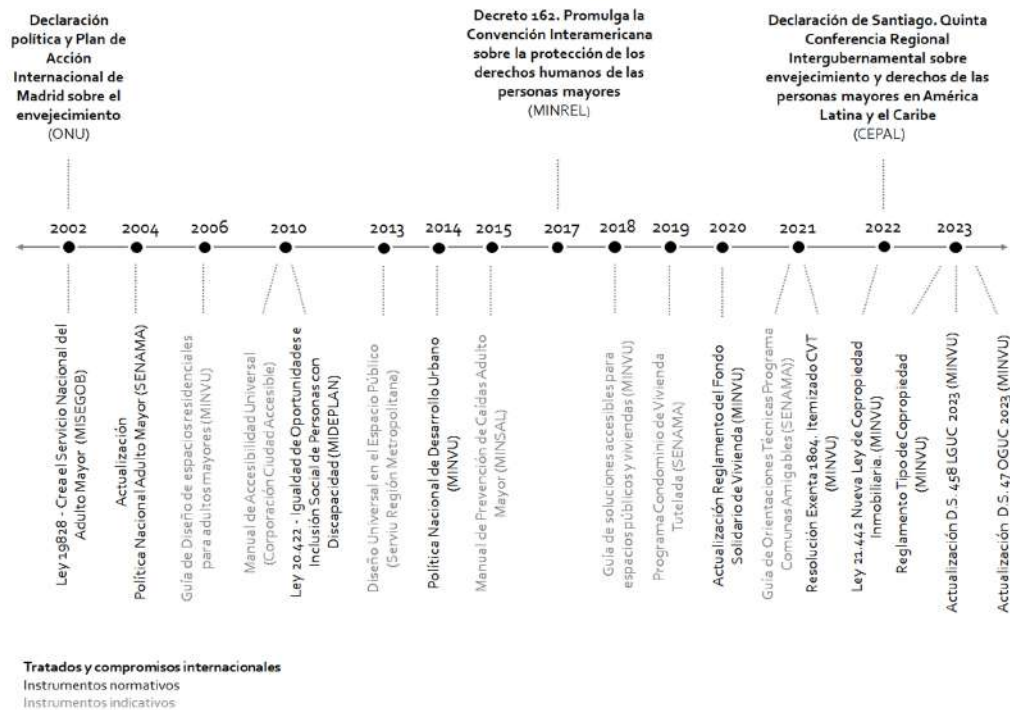 Declaración
política y Plan de
Acción
Internacional de
Madrid sobre el
envejecimiento
(ONU)
Decreto 162. Promulga la
Convención Interamericana
sobre la protección de los
derechos humanos de las
personas mayores
(MINREL)
Declaración de Santiago. Quinta
Conferencia Regional
Intergubernamental sobre
envejecimiento y derechos de las
personas mayores en América
Latina y el Caribe
(CEPAL)
2002 2004 2006 2010 2013 2014 2015 2017 2018 2019 2020 2021 2022 2023
Ley 19828 - Crea el Servicio Nacional del
Adulto Mayor (MISEGOB)
Actualización
Política Nacional Adulto Mayor (SENAMA)
Guía de Diseño de espacios residenciales
para adultos mayores (MINVU)
Manual de Accesibilidad Universal
(Corporación Ciudad Accesible)
Ley 20.422 - Igualdad de Oportunidades e
Inclusión Social de Personas con
Discapacidad (MIDEPLAN)
Diseño Universal en el Espacio Público
(Serviu Región Metropolitana)
Política Nacional de Desarrollo Urbano
(MINVU)
Manual de Prevención de Caídas Adulto
Mayor (MINSAL)
Guía de soluciones accesibles para
espacios públicos y viviendas (MINVU)
Programa Condominio de Vivienda
Tutelada (SENAMA)
Actualización Reglamento del Fondo
Solidario de Vivienda (MINVU)
Guía de Orientaciones Técnicas Programa
Comunas Amigables (SENAMA))
Resolución Exenta 1804. Itemizado CVT
(MINVU)
Ley 21.442 Nueva Ley de Copropiedad
Inmobiliaria. (MINVU)
Reglamento Tipo de Copropiedad
(MINVU)
Actualización D.S. 458 LGUC 2023 (MINVU)
Actualización D.S. 47 OGUC 2023 (MINVU)
Tratados y compromisos internacionales
Instrumentos normativos
Instrumentos indicativos